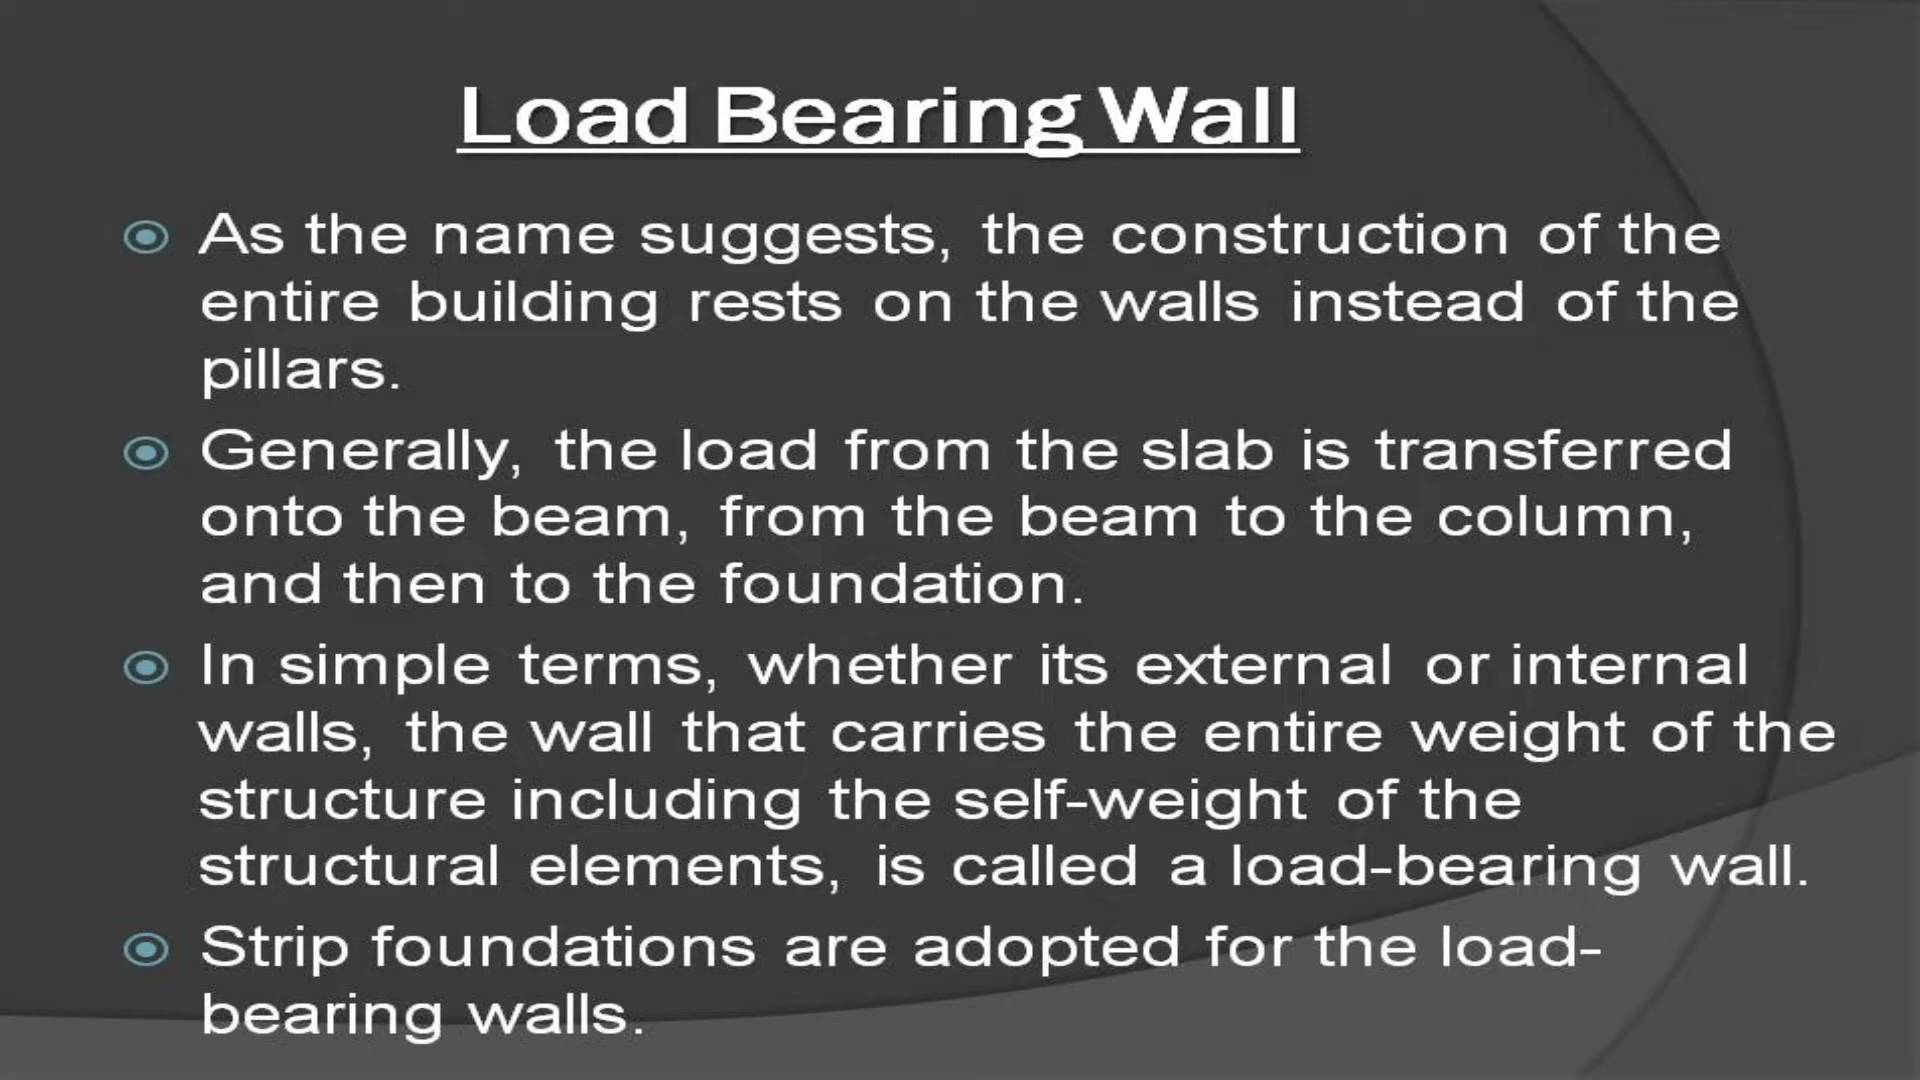 Load Bearing Wall
As the name suggests, the construction of the
entire building rests on the walls instead of the
pillars.
Generally, the load from the slab is transferred
onto the beam, from the beam to the column,
and then to the foundation.
In simple terms, whether its external or internal
walls, the wall that carries the entire weight of the
structure including the self-weight of the
structural elements, is called a load-bearing wall.
Strip foundations are adopted for the load-
bearing walls.